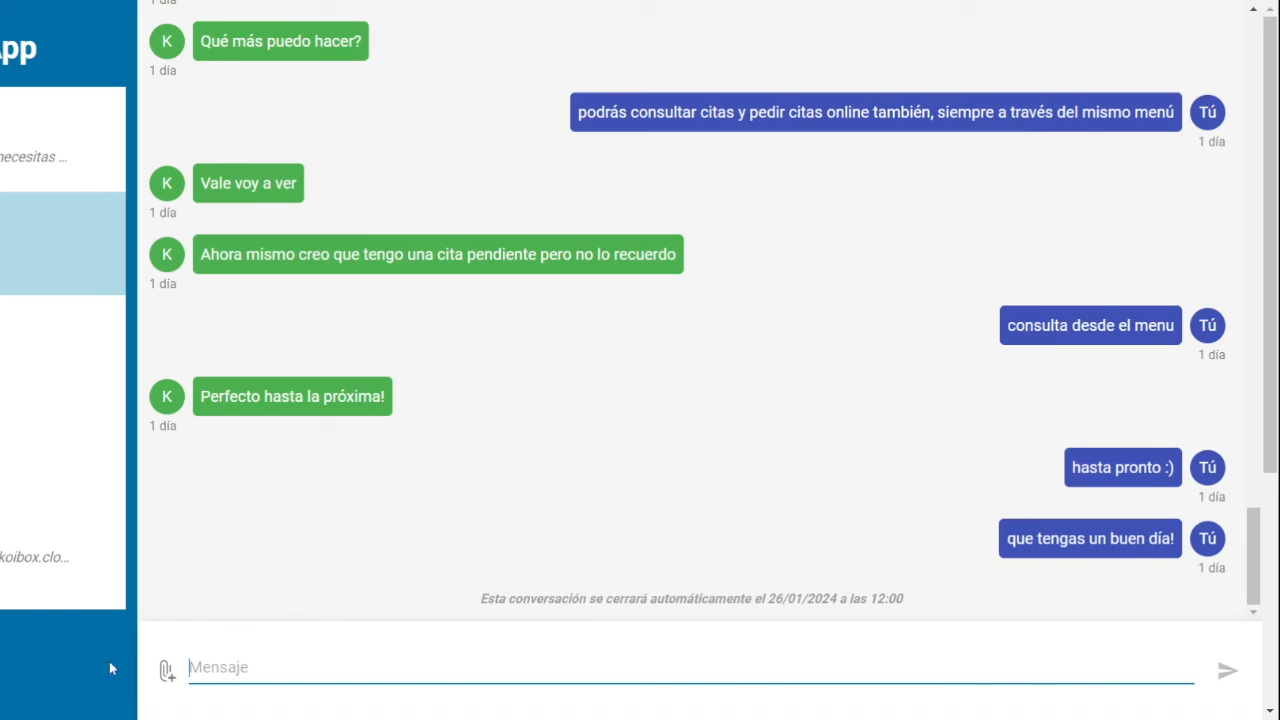 1 día
App
K
Qué más puedo hacer?
1 día
podrás consultar citas y pedir citas online también, siempre a través del mismo menú
Tú
1 día
necesitas ...
K
Vale voy a ver
1 día
K
Ahora mismo creo que tengo una cita pendiente pero no lo recuerdo
1 día
consulta desde el menu
Tú
1 día
K
Perfecto hasta la próxima!
1 día
hasta pronto :)
Tú
1 día
que tengas un buen día!
Tú
1 día
koibox.clo...
Esta conversación se cerrará automáticamente el 26/01/2024 a las 12:00
Mensaje